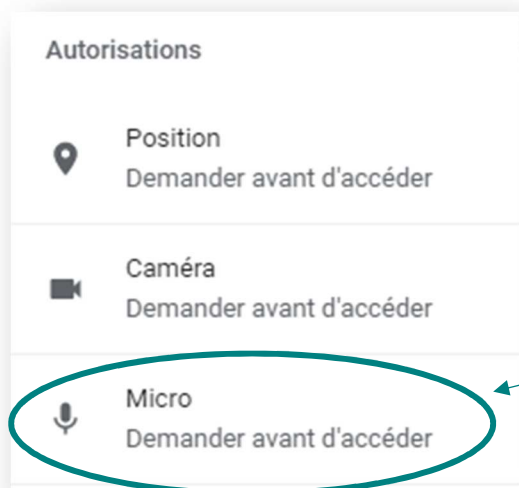 Autorisations
Position
Demander avant d'accéder
Caméra
Demander avant d'accéder
Micro
Demander avant d'accéder